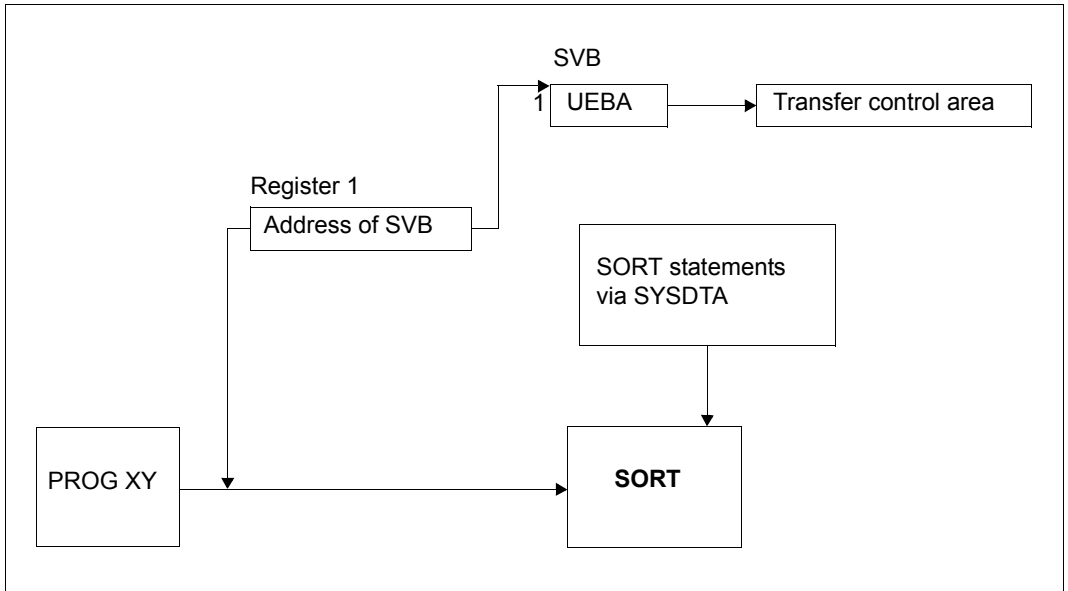 SVB
1 UEBA
Transfer control area
Register 1
Address of SVB
SORT statements
via SYSDTA
PROG XY
SORT